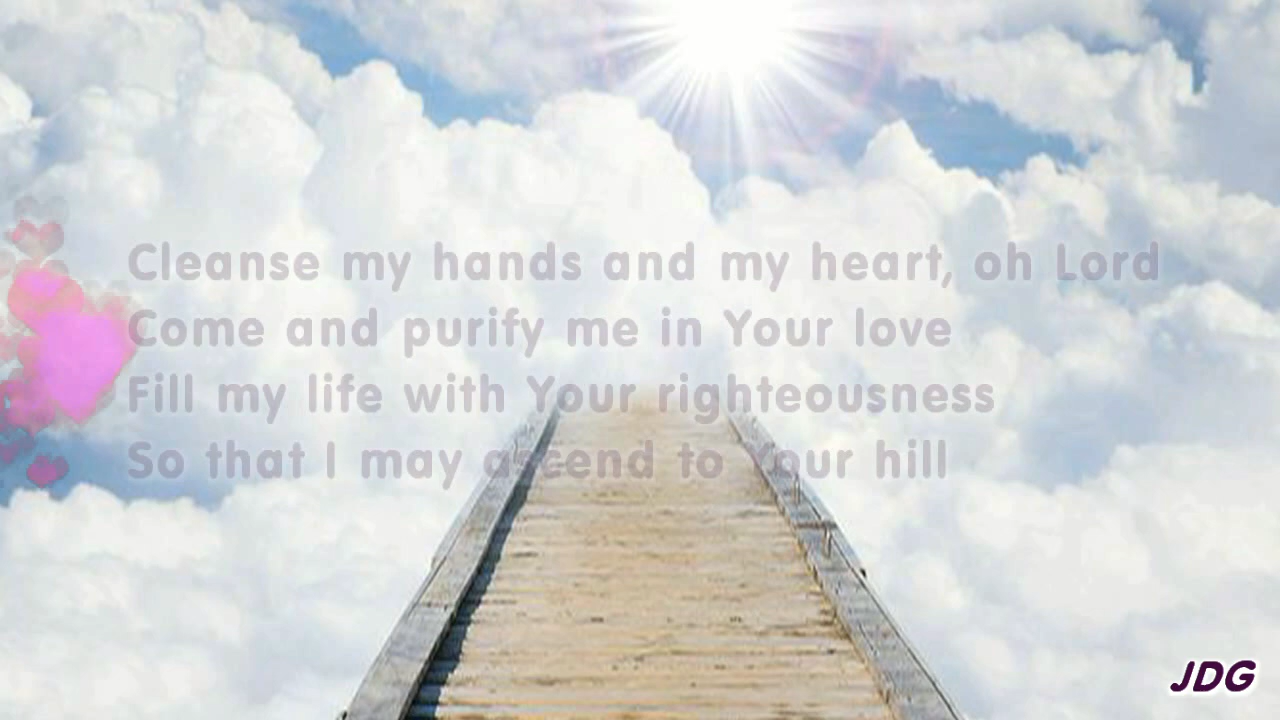 Cleanse my hands and my heart, oh Lord
Come and purify me in Your love
Fill my life with Your righteousness
So that I may ascend to Your hill
JDG